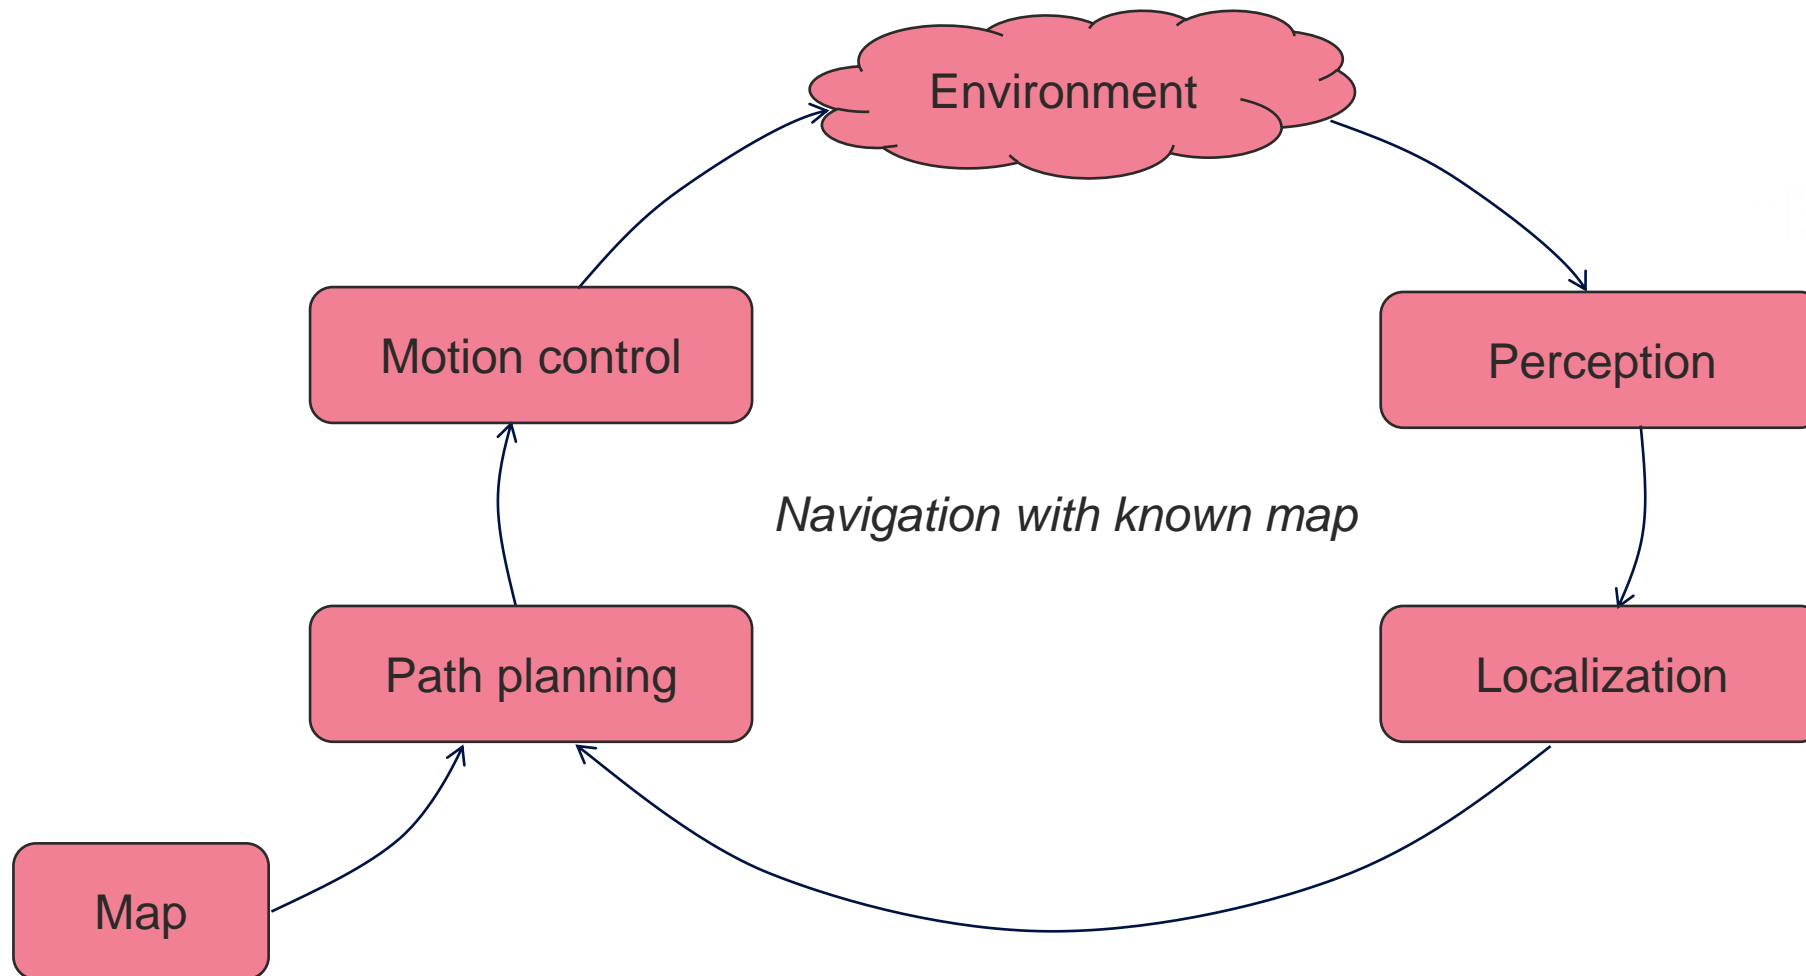 Environment
Motion control
Perception
Navigation with known map
Path planning
Localization
Map